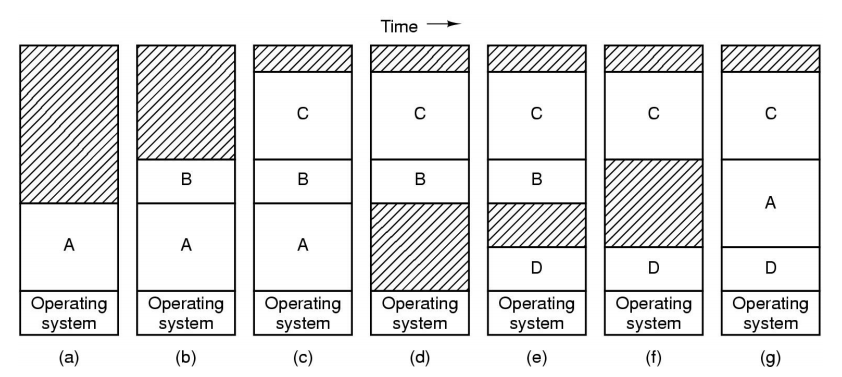 Time
C C C C C
B B B B A
A A A D D D
Operating Operating Operating Operating Operating Operating Operating
system system system system system system system
(a) (b) (c) (d) (e) (f) (g)